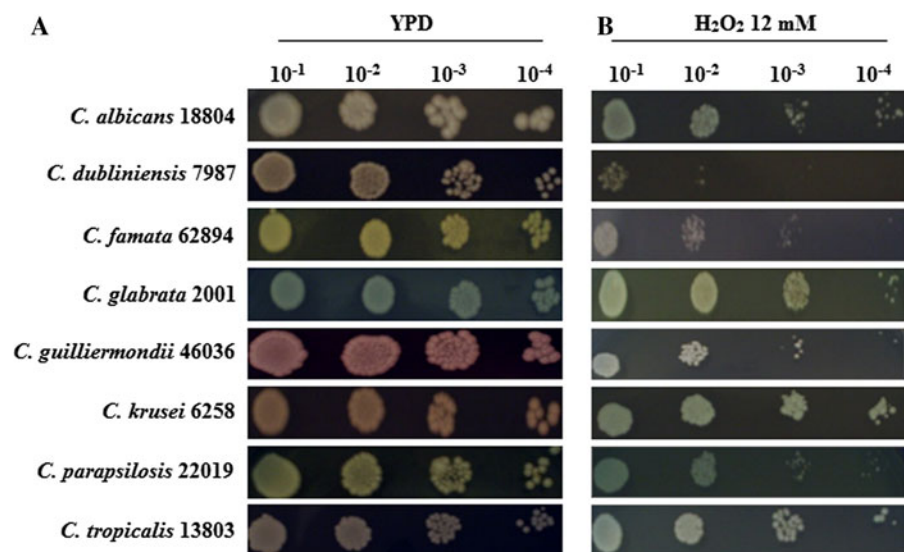 A YPD B H₂O₂ 12 mM
10⁻¹ 10⁻² 10⁻³ 10⁻⁴ 10⁻¹ 10⁻² 10⁻³ 10⁻⁴
C. albicans 18804
C. dubliniensis 7987
C. famata 62894
C. glabrata 2001
C. guilliermondii 46036
C. krusei 6258
C. parapsilosis 22019
C. tropicalis 13803